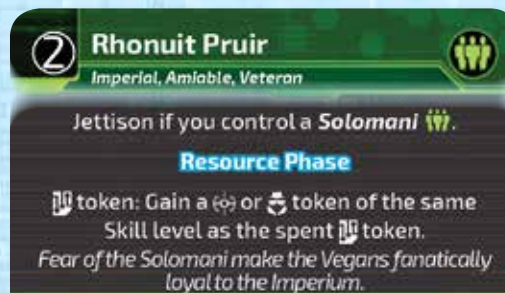 2 Rhonuit Pruir
Imperial, Amiable, Veteran
Jettison if you control a Solomani .
Resource Phase
token: Gain a or token of the same
Skill level as the spent token.
Fear of the Solomani make the Vegans fanatically
loyal to the Imperium.